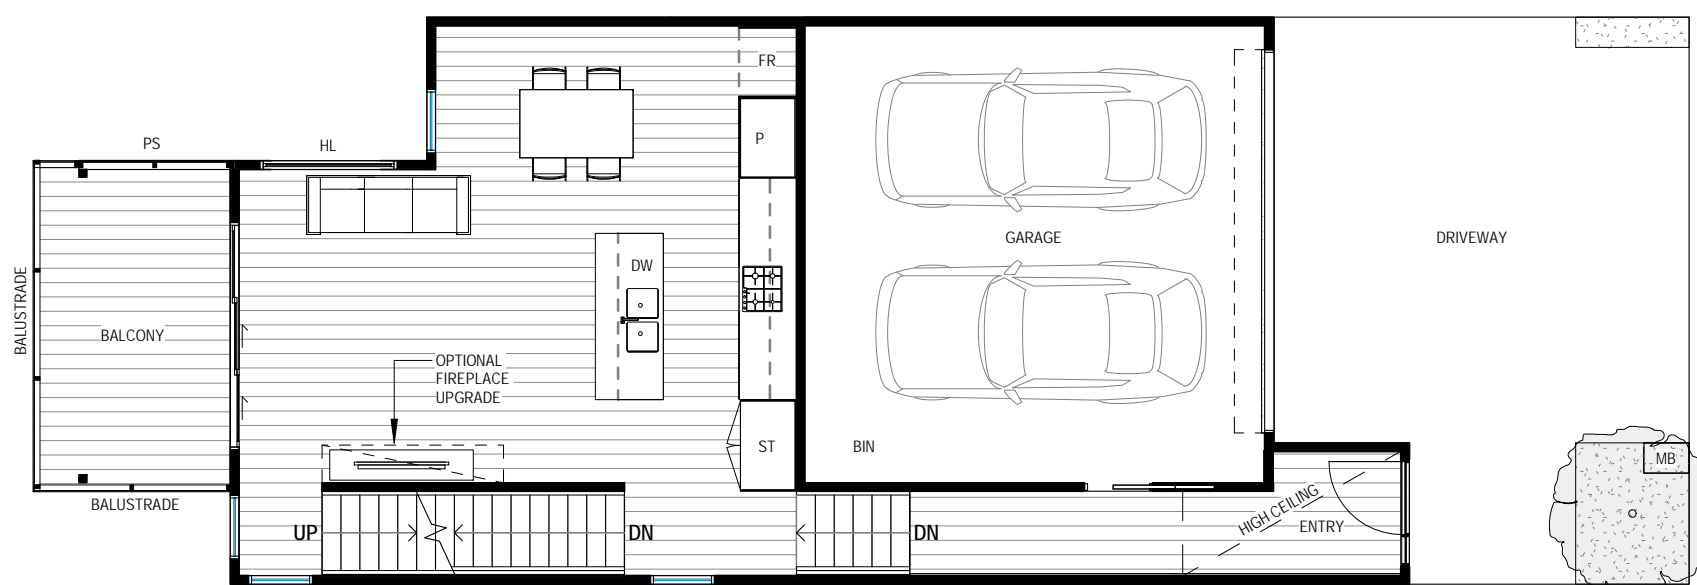 FR
P
PS
HL
GARAGE
DRIVEWAY
DW
BALUSTRADE
BALCONY
OPTIONAL
FIREPLACE
UPGRADE
ST
BIN
MB
BALUSTRADE
HIGH CEILING
ENTRY
UP
DN
DN